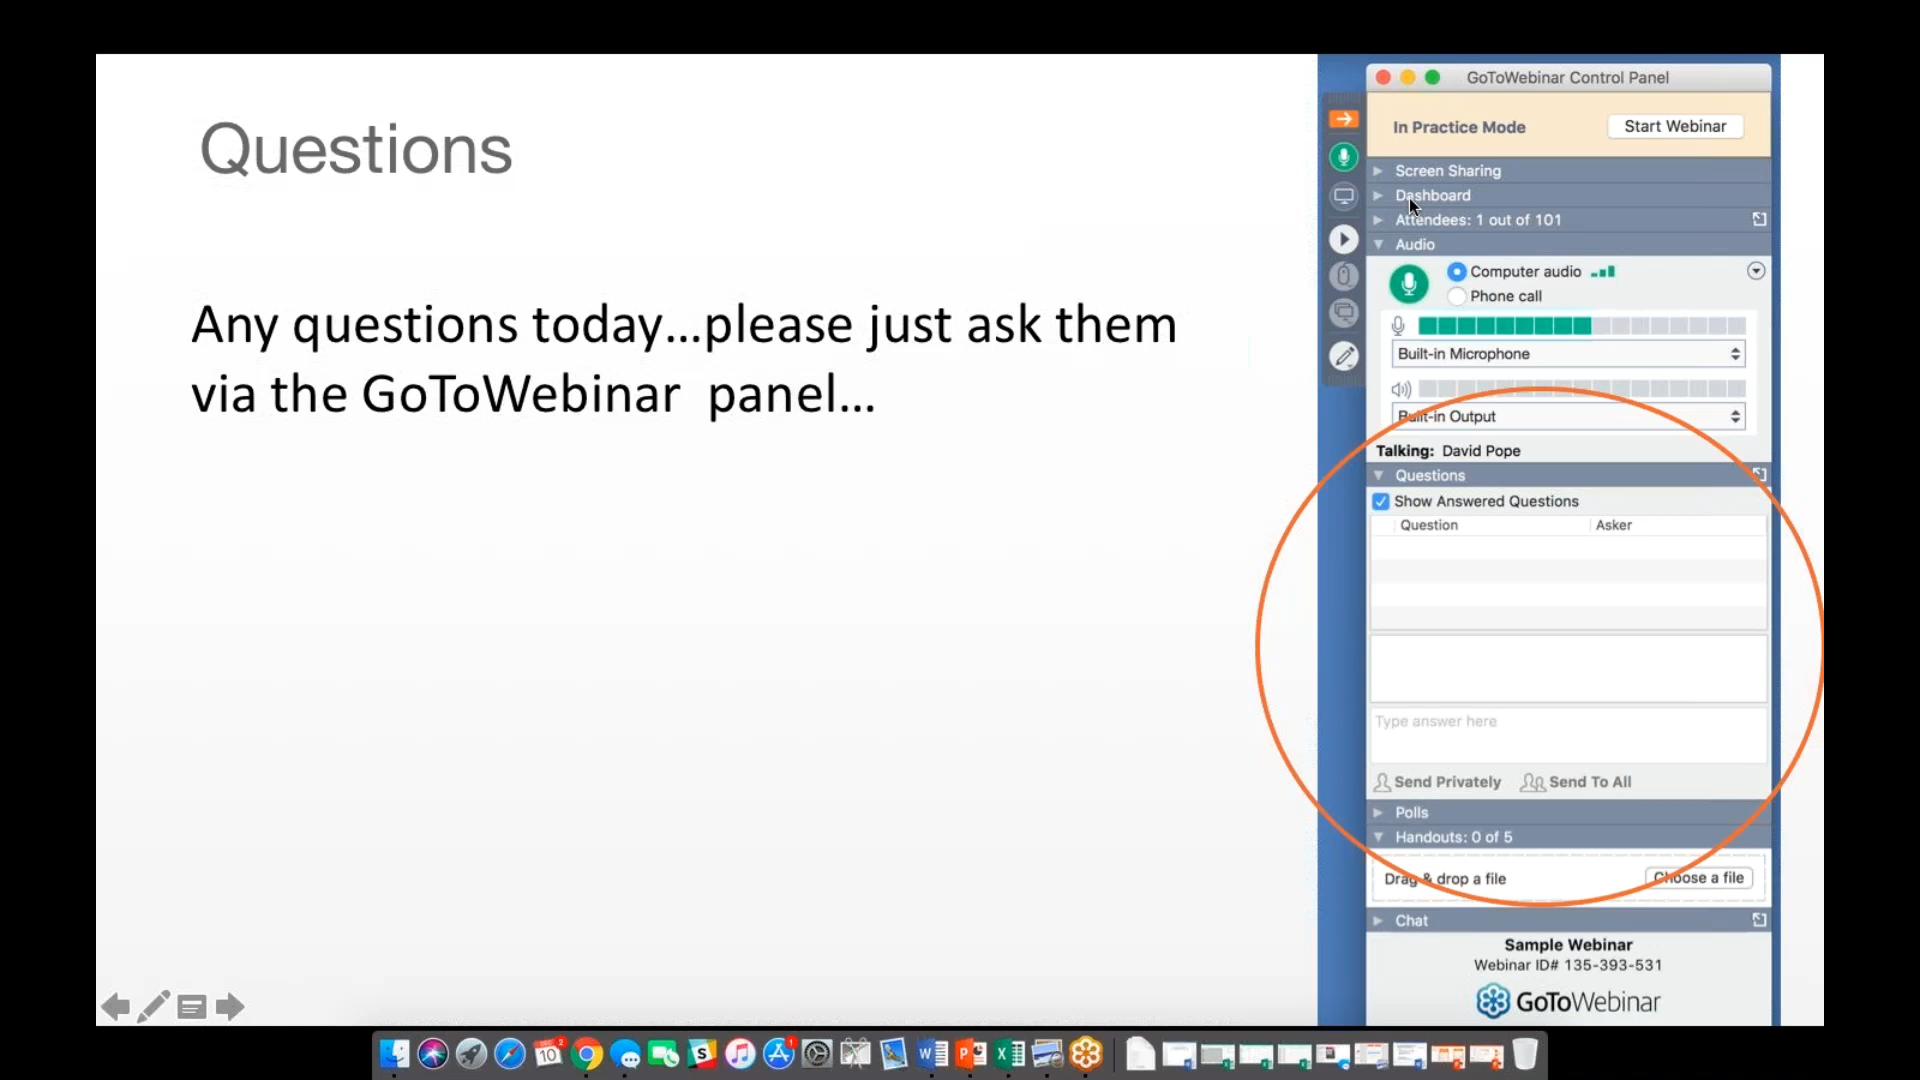 Questions
Any questions today...please just ask them
via the GoToWebinar panel...
GoToWebinar Control Panel
In Practice Mode
Start Webinar
Screen Sharing
Dashboard
Attendees: 1 out of 101
Audio
Computer audio
Phone call
Built-in Microphone
Built-in Output
Talking: David Pope
Questions
Show Answered Questions
Question Asker
Type answer here
Send Privately Send To All
Polls
Handouts: 0 of 5
Drag & drop a file Choose a file
Chat
Sample Webinar
Webinar ID# 135-393-531
GoToWebinar
10 2
1